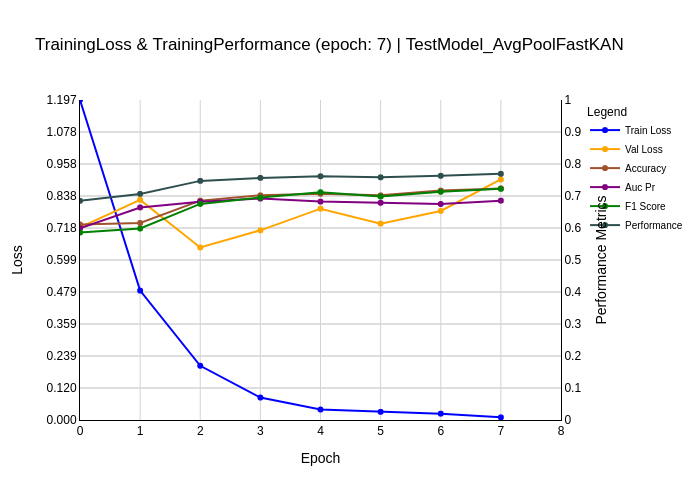 TrainingLoss & TrainingPerformance (epoch: 7) | TestModel_AvgPoolFastKAN
1.197
1.078
0.958
0.838
0.718
0.599
0.479
0.359
0.239
0.120
0.000
Loss
0 1 2 3 4 5 6 7 8
Epoch
1
0.9
0.8
0.7
0.6
0.5
0.4
0.3
0.2
0.1
0
Performance Metrics
Legend
Train Loss
Val Loss
Accuracy
Auc Pr
F1 Score
Performance